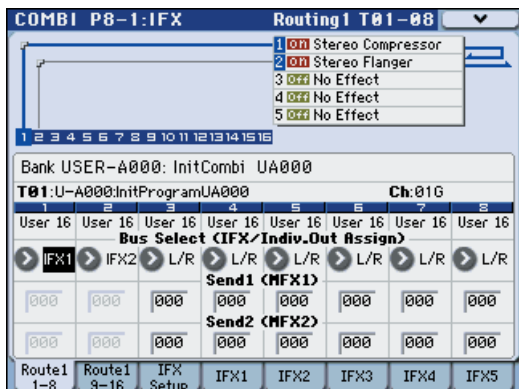 COMBI P8-1:IFX Routing1 T01-08
1 On Stereo Compressor
2 On Stereo Flanger
3 Off No Effect
4 Off No Effect
5 Off No Effect
1 2 3 4 5 6 7 8 9 10 11 12 13 14 15 16
Bank USER-A000: InitCombi UA000
T01:U-A000:InitProgramUA000 Ch:01G
1 2 3 4 5 6 7 8
User 16 User 16 User 16 User 16 User 16 User 16 User 16 User 16
Bus Select (IFX/Indiv.Out Assign)
IFX1 IFX2 L/R L/R L/R L/R L/R L/R
Send1 (MFX1)
000 000 000 000 000 000 000 000
Send2 (MFX2)
000 000 000 000 000 000 000 000
Route1 1-8 Route1 9-16 IFX Setup IFX1 IFX2 IFX3 IFX4 IFX5